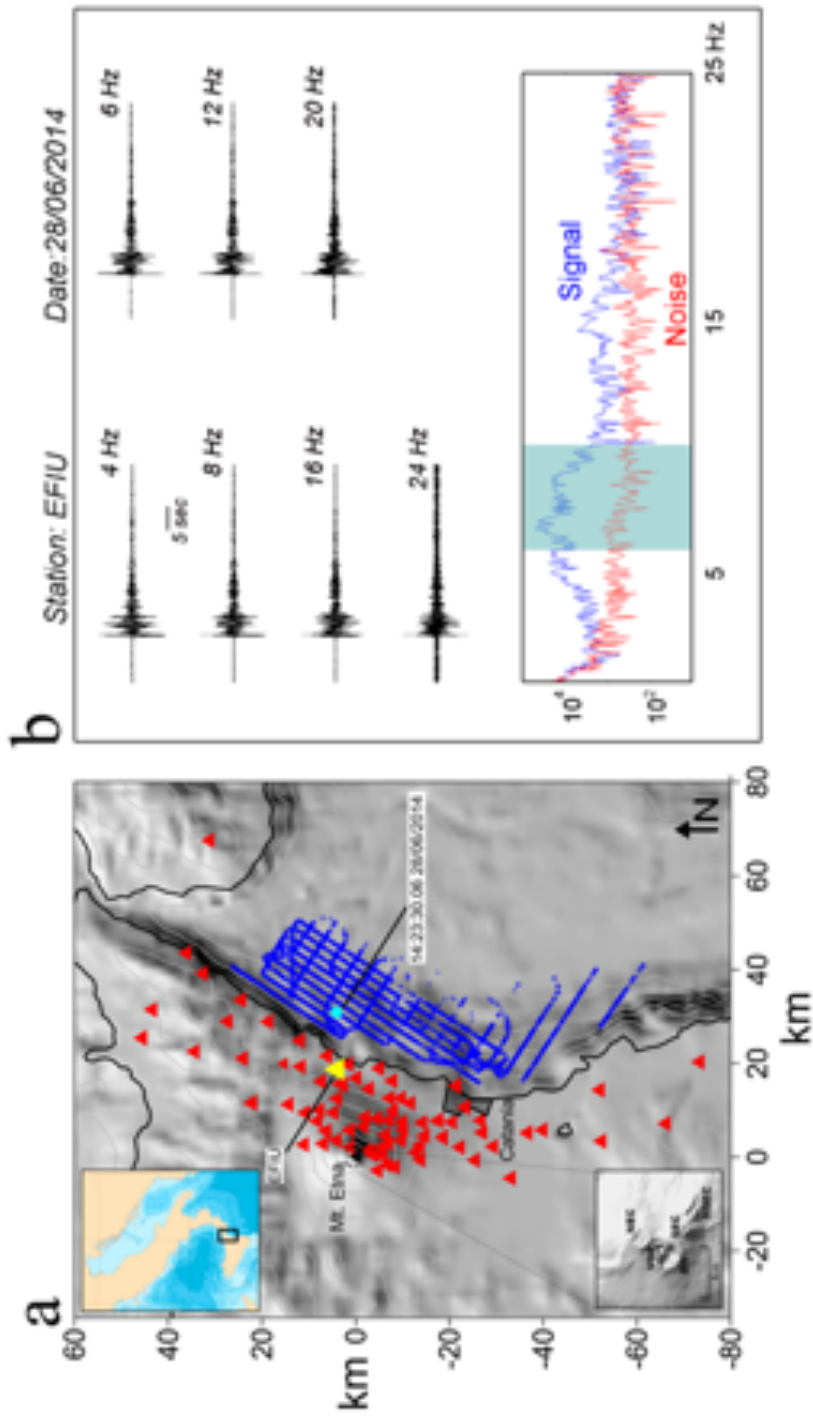 a
60
40
20
km 0
-20
-40
-60
-80
-20
0
20
40
60
80
km
EFIU
Mt. Etna
Catania
14:23:30.06 28/06/2014
N
b
Station: EFIU
Date:28/06/2014
4 Hz
6 Hz
5 sec
8 Hz
12 Hz
16 Hz
20 Hz
24 Hz
10⁴
10²
Signal
Noise
5
15
25 Hz